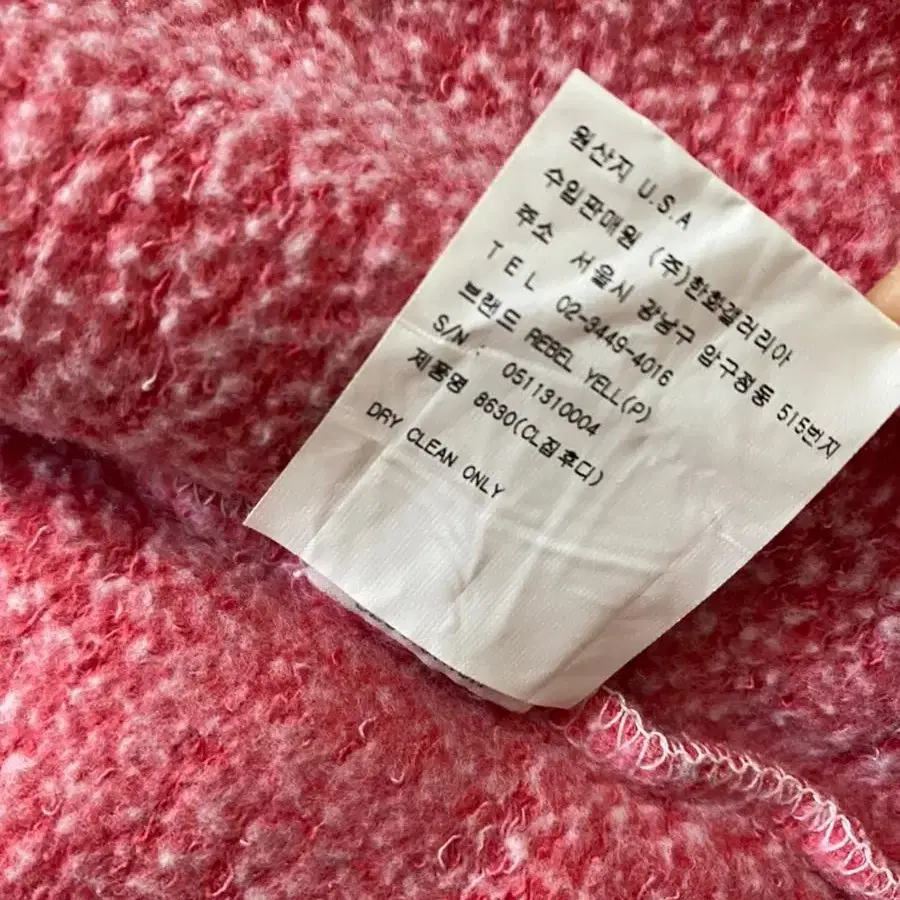 원산지 U.S.A
수입판매원 (주)한화갤러리아
주소 서울시 강남구 압구정동 515번지
TEL 02-3449-4016
브랜드 REBEL YELL(P)
S/N 0511310004
제품명 8630(CL짐후디)
DRY CLEAN ONLY